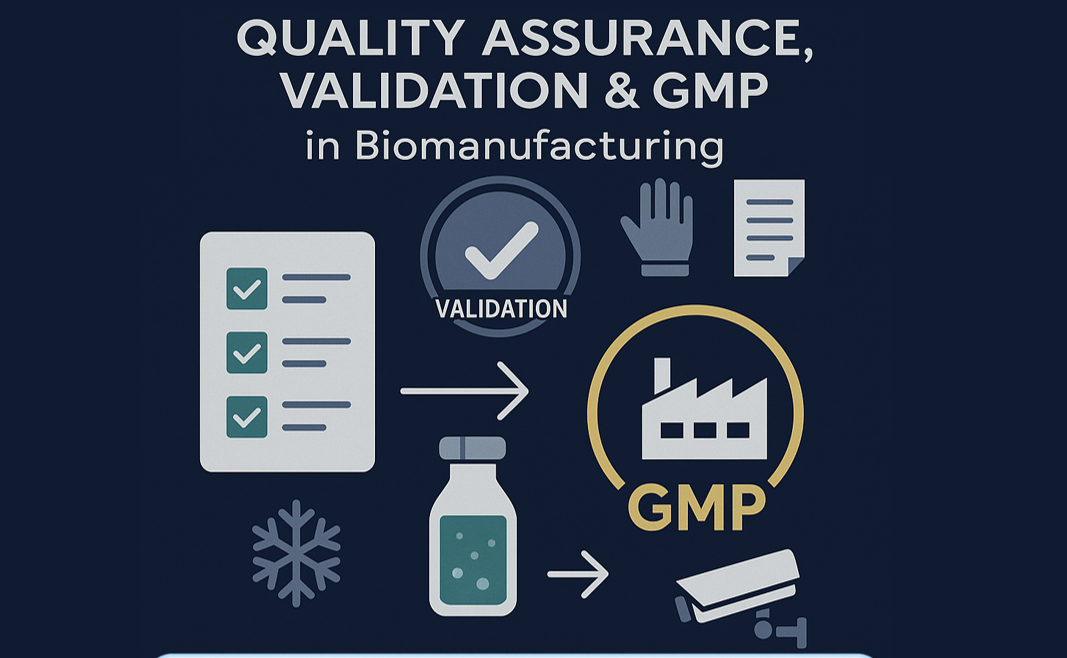 QUALITY ASSURANCE,
VALIDATION & GMP
in Biomanufacturing
VALIDATION
GMP